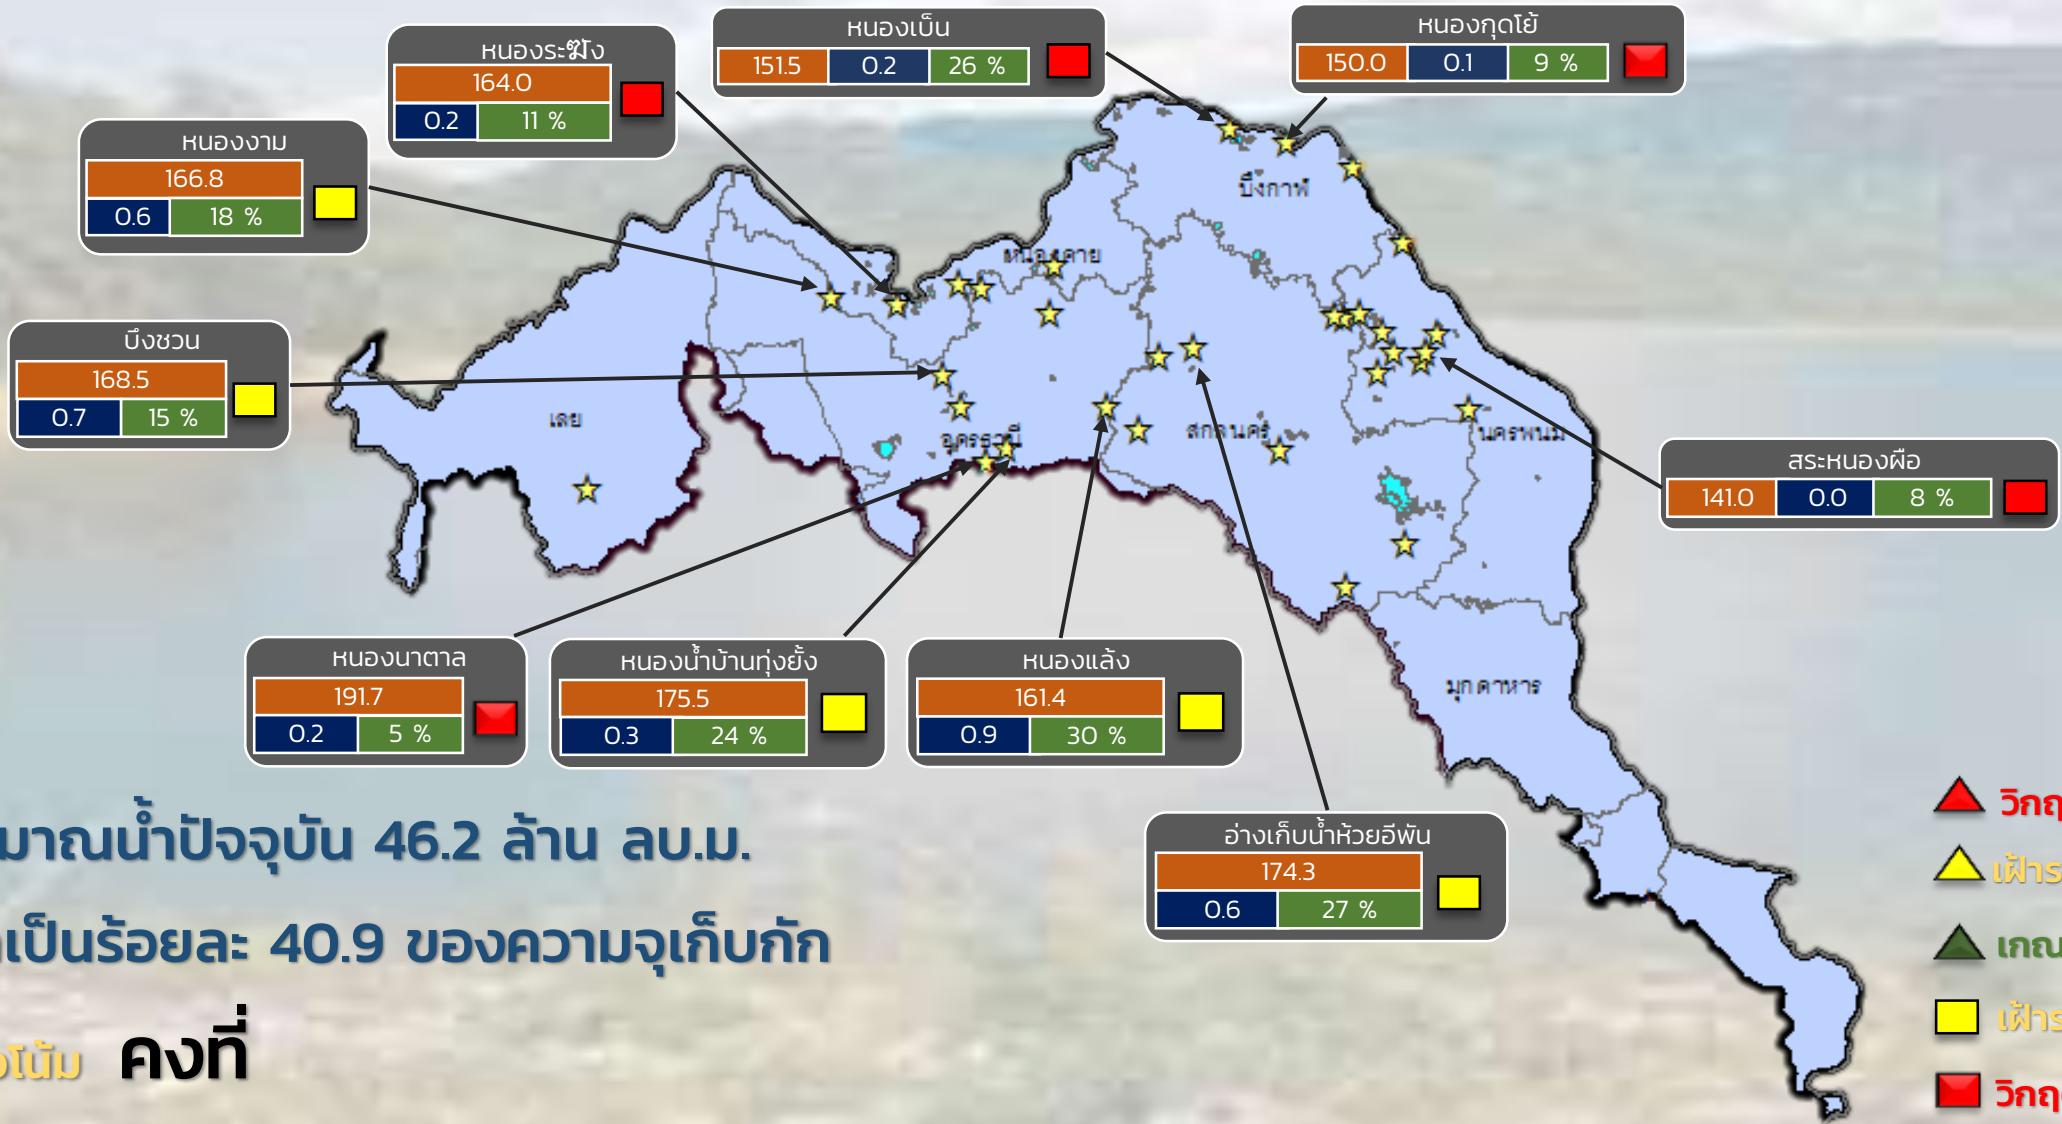 หนองเบ็น
151.5 0.2 26 %
หนองกุดโย้
150.0 0.1 9 %
หนองระฆัง
164.0
0.2 11 %
หนองงาม
166.8
0.6 18 %
บึงกาฬ
หนองคาย
บึงชวน
168.5
0.7 15 %
เลย
อุดรธานี
สกลนคร
นครพนม
สระหนองผือ
141.0 0.0 8 %
หนองนาตาล
191.7
0.2 5 %
หนองน้ำบ้านทุ่งยั้ง
175.5
0.3 24 %
หนองแล้ง
161.4
0.9 30 %
มุกดาหาร
อ่างเก็บน้ำห้วยอีพัน
174.3
0.6 27 %
มาณน้ำปัจจุบัน 46.2 ล้าน ลบ.ม.
เป็นร้อยละ 40.9 ของความจุเก็บกัก
โน้ม คงที่
วิกฤ
เฝ้าร
เกณ
เฝ้าร
วิกฤ